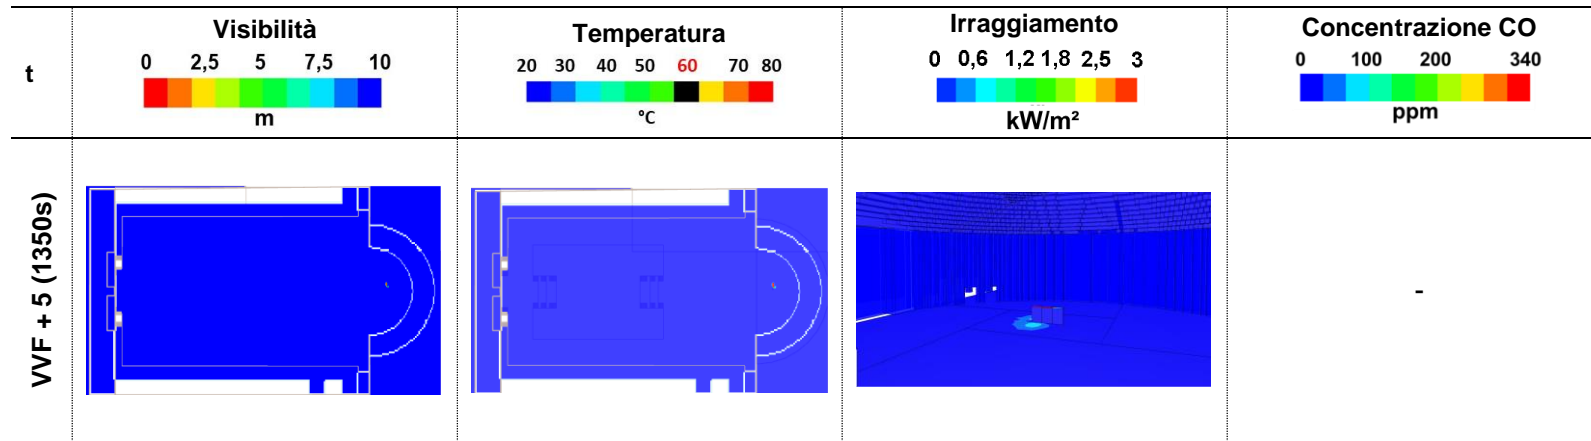 t
Visibilità
0 2,5 5 7,5 10
m
Temperatura
20 30 40 50 60 70 80
°C
Irraggiamento
0 0,6 1,2 1,8 2,5 3
kW/m²
Concentrazione CO
0 100 200 340
ppm
VVF + 5 (1350s)
-